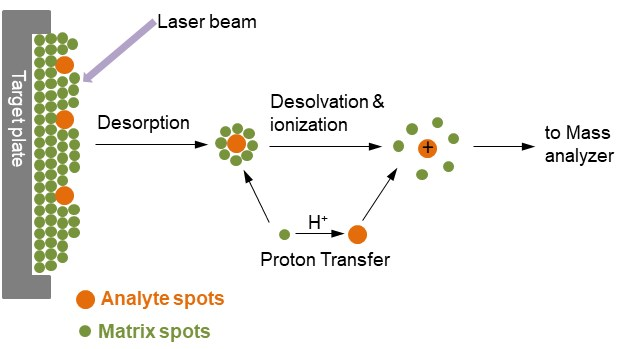 Laser beam
Target plate
Desorption
Desolvation &
ionization
+
to Mass
analyzer
H⁺
Proton Transfer
Analyte spots
Matrix spots